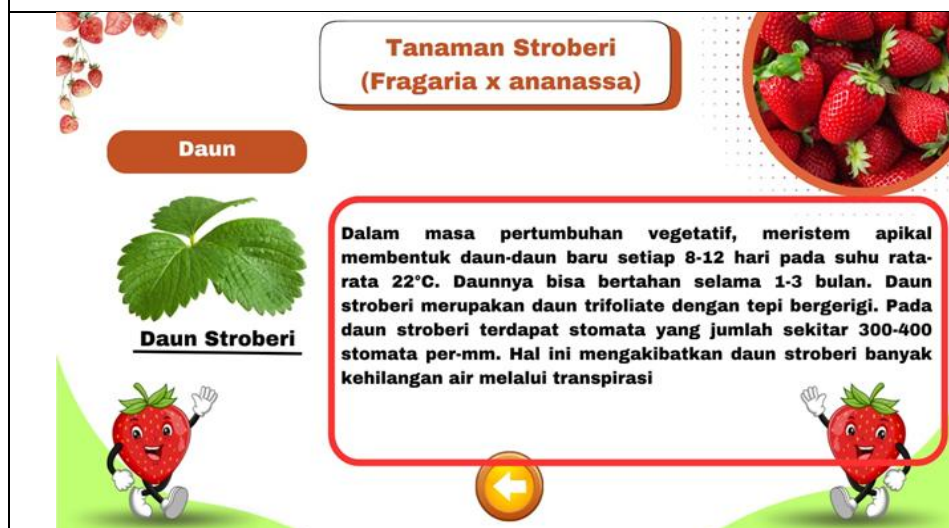 Tanaman Stroberi
(Fragaria x ananassa)
Daun
Daun Stroberi
Dalam masa pertumbuhan vegetatif, meristem apikal
membentuk daun-daun baru setiap 8-12 hari pada suhu rata-
rata 22°C. Daunnya bisa bertahan selama 1-3 bulan. Daun
stroberi merupakan daun trifoliate dengan tepi bergerigi. Pada
daun stroberi terdapat stomata yang jumlah sekitar 300-400
stomata per-mm. Hal ini mengakibatkan daun stroberi banyak
kehilangan air melalui transpirasi